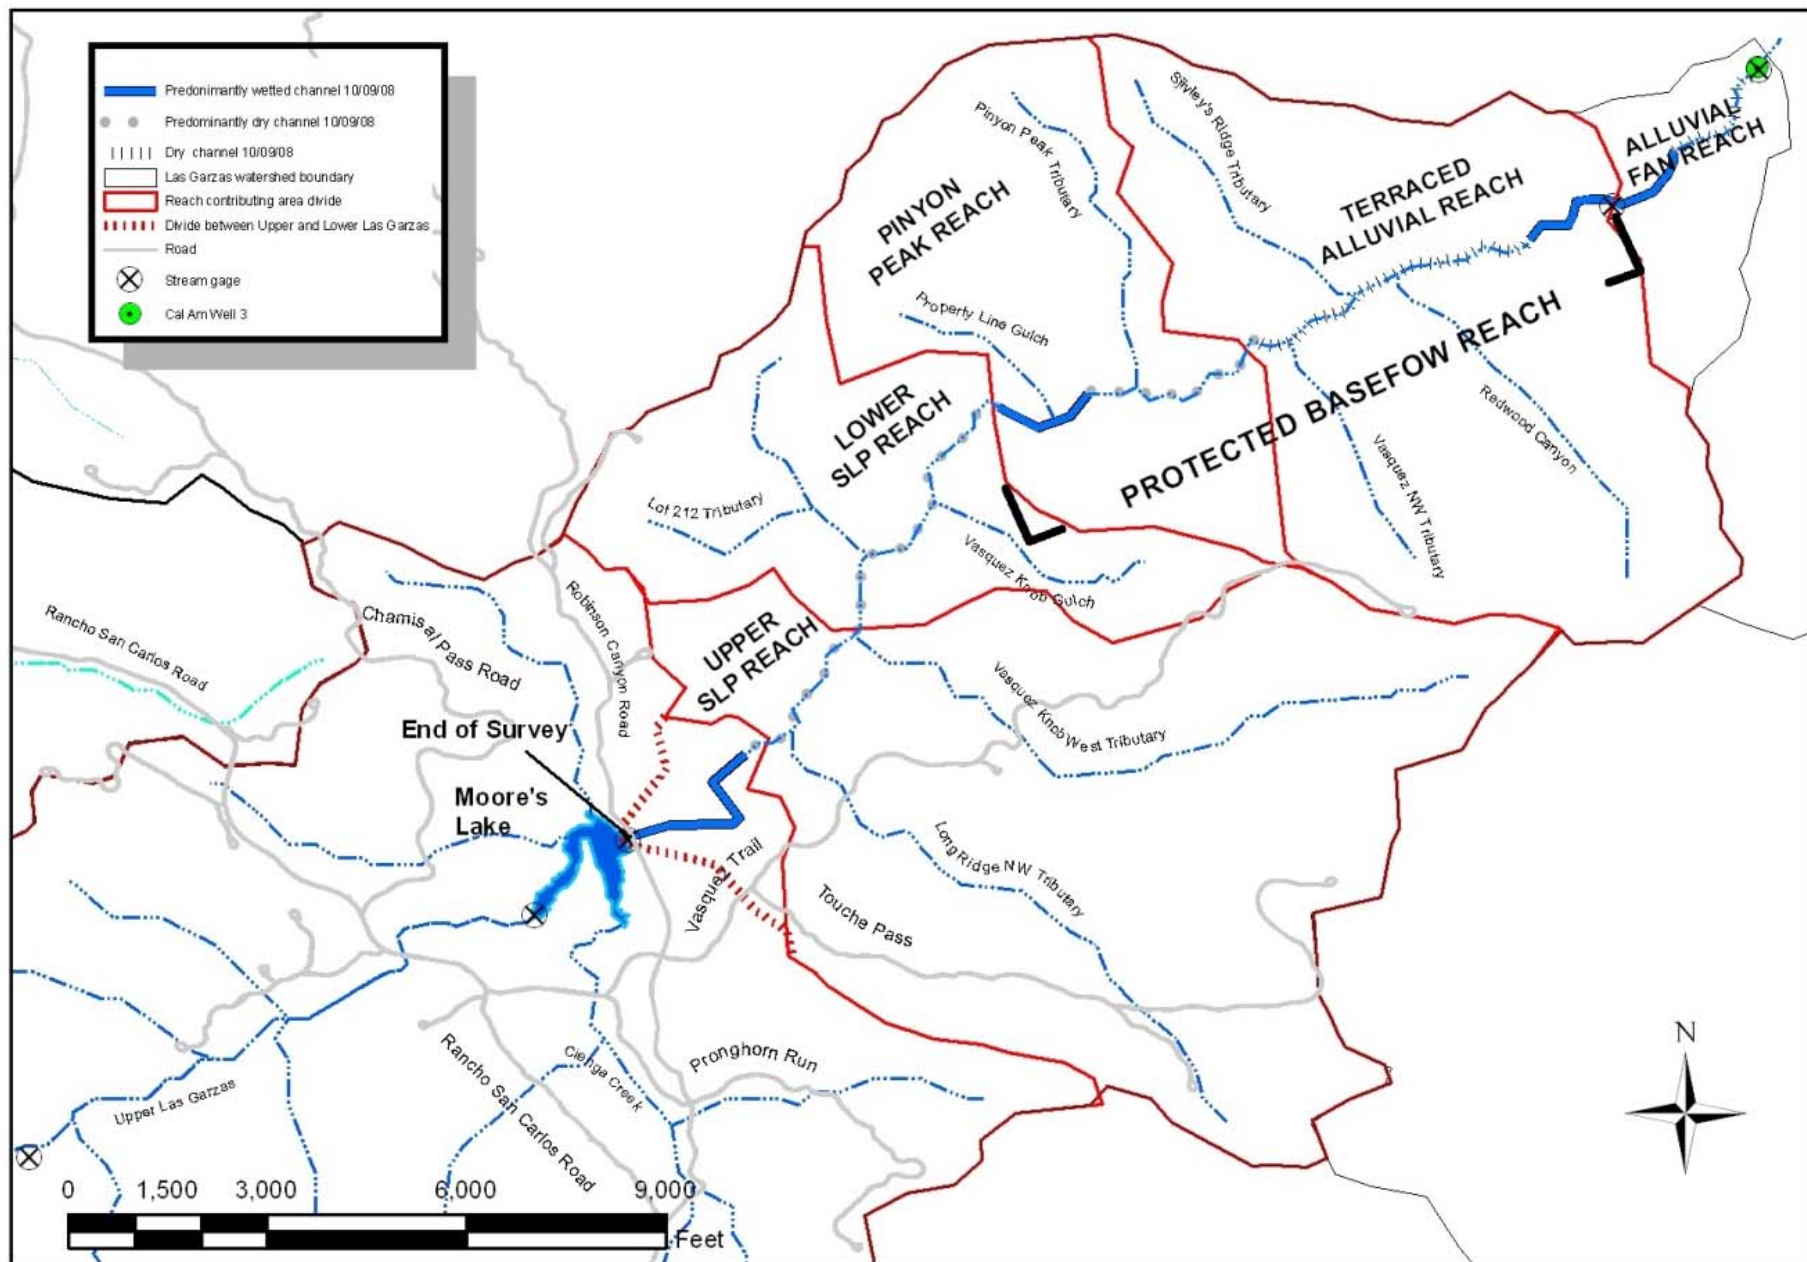 Predonimantly wetted channel 10/09/08
Predominantly dry channel 10/09/08
Dry channel 10/09/08
Las Garzas watershed boundary
Reach contributing area divide
Divide between Upper and Lower Las Garzas
Road
Stream gage
Cal Am Well 3
Pinyon Peak Tributary
Sjivley's Ridge Tributary
ALLUVIAL
FAN REACH
PINYON
PEAK REACH
TERRACED
ALLUVIAL REACH
Property Line Gulch
PROTECTED BASEFOW REACH
LOWER
SLP REACH
Redwood Canyon
Vasquez NW Tributary
Lot 212 Tributary
Vasquez Knob Gulch
Chamisal Pass Road
Robinson Canyon Road
Rancho San Carlos Road
UPPER
SLP REACH
Vasquez Knob West Tributary
End of Survey
Moore's
Lake
Long Ridge NW Tributary
Vasquez Trail
Touche Pass
Rancho San Carlos Road
Cienga Creek
Pronghorn Run
Upper Las Garzas
N
0 1,500 3,000 6,000 9,000
Feet